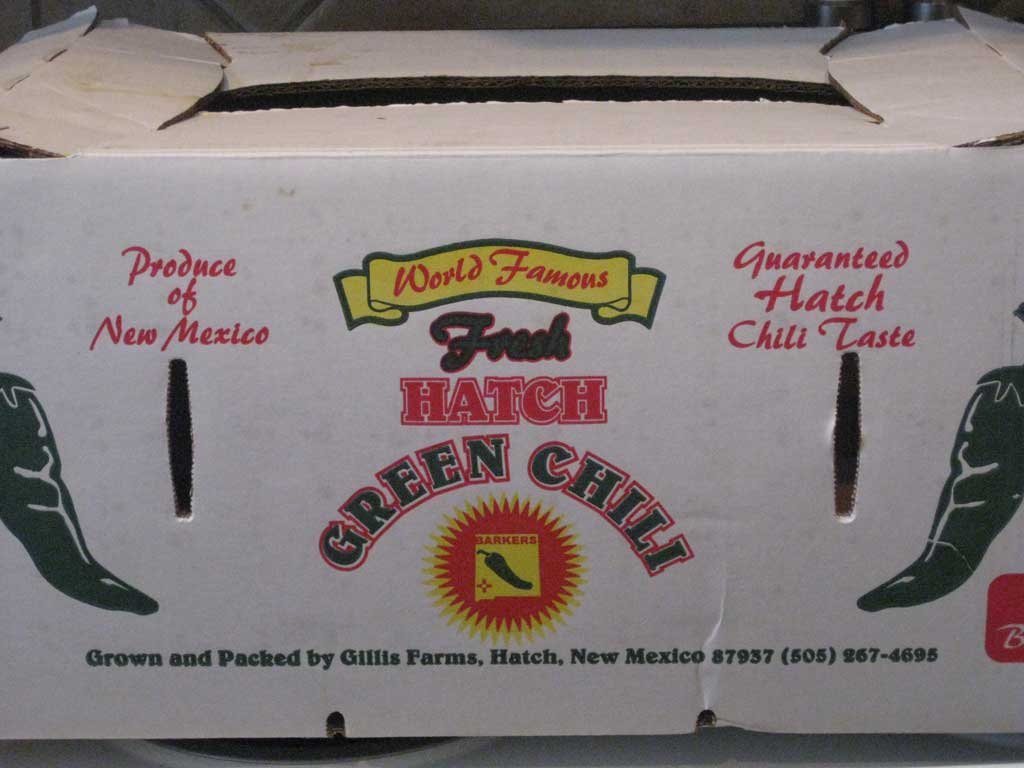 Produce
of
New Mexico
World Famous
Fresh
HATCH
GREEN CHILI
BARKERS
Guaranteed
Hatch
Chili Taste
Grown and Packed by Gillis Farms, Hatch, New Mexico 87937 (505) 267-4695